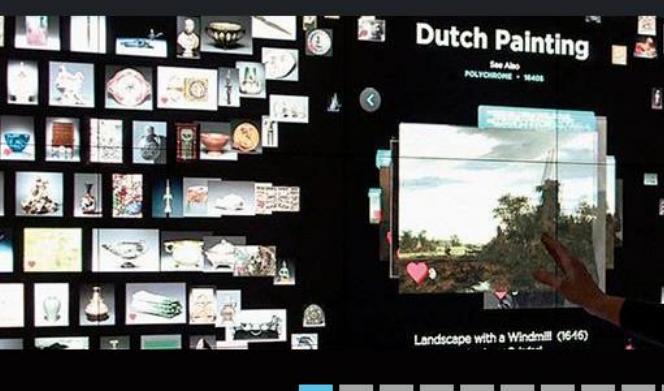 Dutch Painting
See Also
POLYCHROME • 1640S
Landscape with a Windmill (1646)